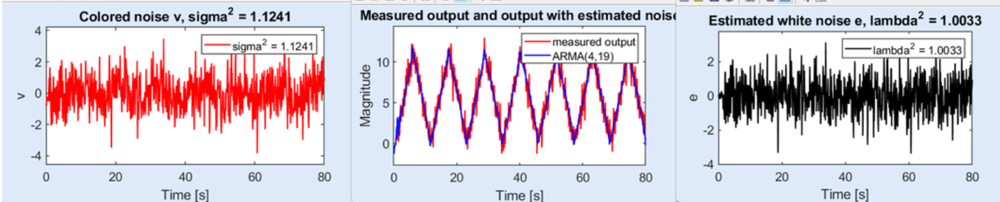 Colored noise v, sigma² = 1.1241
4
2
0
-2
-4
v
sigma² = 1.1241
0 20 40 60 80
Time [s]
Measured output and output with estimated noise
10
5
0
Magnitude
measured output
ARMA(4,19)
0 20 40 60 80
Time [s]
Estimated white noise e, lambda² = 1.0033
2
0
-2
-4
e
lambda² = 1.0033
0 20 40 60 80
Time [s]